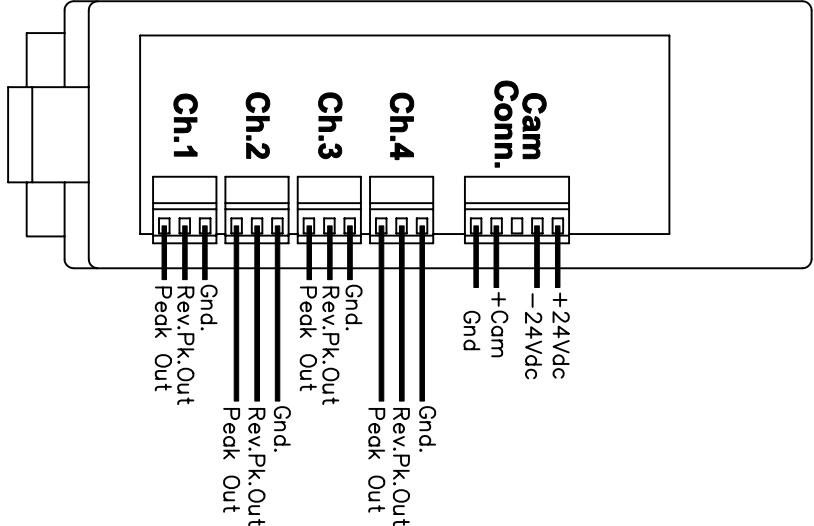 Ch.1
Ch.2
Ch.3
Ch.4
Cam
Conn.
Gnd.
Rev.Pk.Out
Peak Out
Gnd.
Rev.Pk.Out
Peak Out
Gnd.
Rev.Pk.Out
Peak Out
Gnd.
Rev.Pk.Out
Peak Out
+24Vdc
-24Vdc
+Cam
Gnd